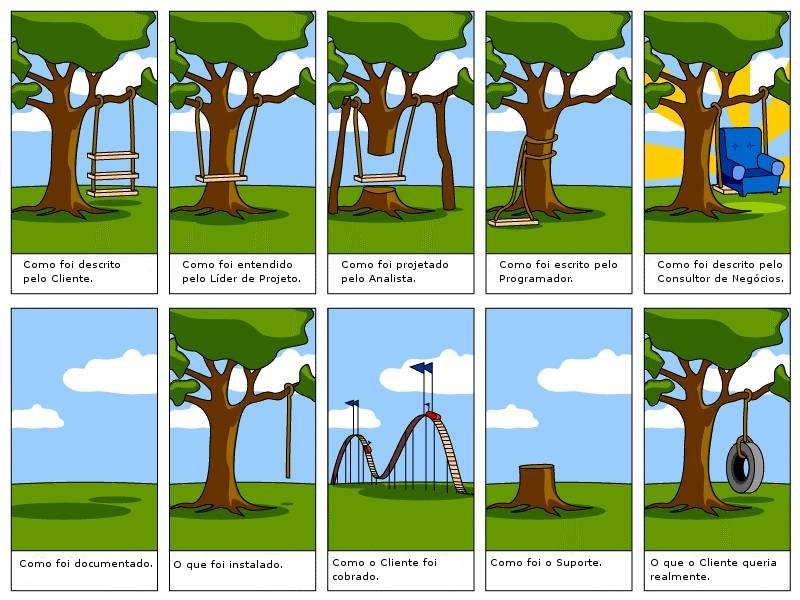 Como foi descrito
pelo Cliente.
Como foi entendido
pelo Líder de Projeto.
Como foi projetado
pelo Analista.
Como foi escrito pelo
Programador.
Como foi descrito pelo
Consultor de Negócios.
Como foi documentado.
O que foi instalado.
Como o Cliente foi
cobrado.
Como foi o Suporte.
O que o Cliente queria
realmente.